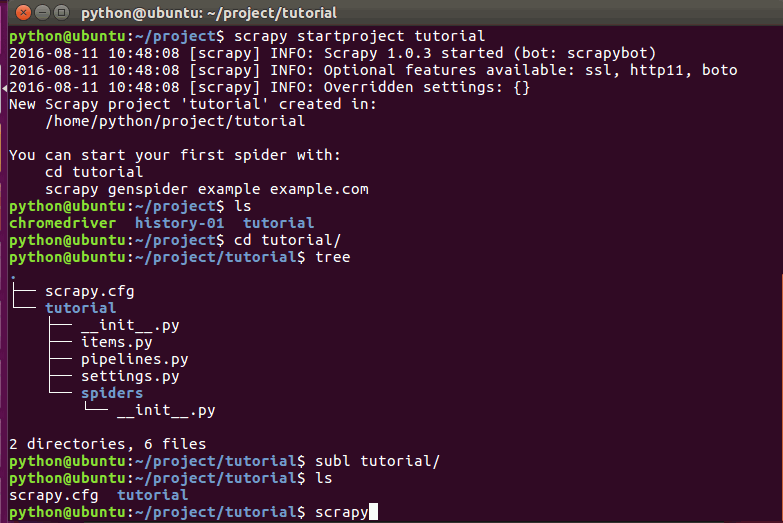 python@ubuntu: ~/project/tutorial
python@ubuntu:~/project$ scrapy startproject tutorial
2016-08-11 10:48:08 [scrapy] INFO: Scrapy 1.0.3 started (bot: scrapybot)
2016-08-11 10:48:08 [scrapy] INFO: Optional features available: ssl, http11, boto
2016-08-11 10:48:08 [scrapy] INFO: Overridden settings: {}
New Scrapy project 'tutorial' created in:
    /home/python/project/tutorial

You can start your first spider with:
    cd tutorial
    scrapy genspider example example.com
python@ubuntu:~/project$ ls
chromedriver  history-01  tutorial
python@ubuntu:~/project$ cd tutorial/
python@ubuntu:~/project/tutorial$ tree
.
├── scrapy.cfg
└── tutorial
    ├── __init__.py
    ├── items.py
    ├── pipelines.py
    ├── settings.py
    └── spiders
        └── __init__.py

2 directories, 6 files
python@ubuntu:~/project/tutorial$ subl tutorial/
python@ubuntu:~/project/tutorial$ ls
scrapy.cfg  tutorial
python@ubuntu:~/project/tutorial$ scrapy